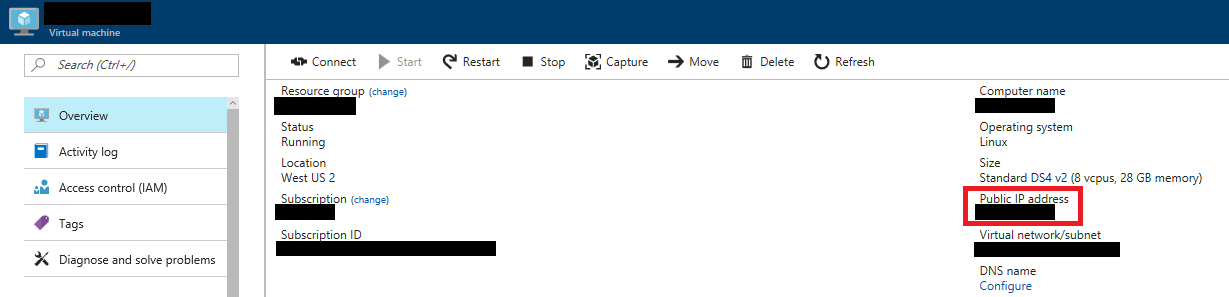 Virtual machine
Search (Ctrl+/)
Overview
Activity log
Access control (IAM)
Tags
Diagnose and solve problems
Connect Start Restart Stop Capture Move Delete Refresh
Resource group (change)
Status
Running
Location
West US 2
Subscription (change)
Subscription ID
Computer name
Operating system
Linux
Size
Standard DS4 v2 (8 vcpus, 28 GB memory)
Public IP address
Virtual network/subnet
DNS name
Configure